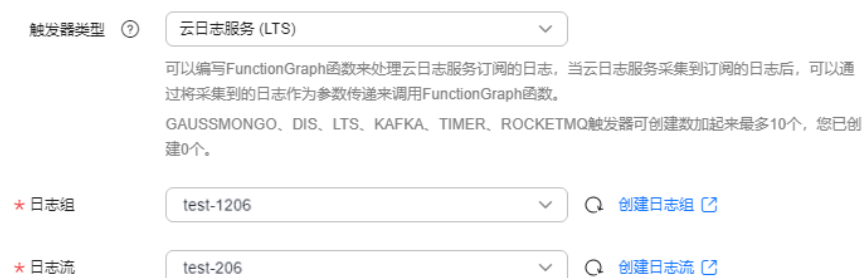 触发器类型 ? 云日志服务 (LTS)
可以编写FunctionGraph函数来处理云日志服务订阅的日志，当云日志服务采集到订阅的日志后，可以通
过将采集到的日志作为参数传递来调用FunctionGraph函数。
GAUSSMONGO、DIS、LTS、KAFKA、TIMER、ROCKETMQ触发器可创建数加起来最多10个，您已创
建0个。
* 日志组 test-1206 创建日志组
* 日志流 test-206 创建日志流